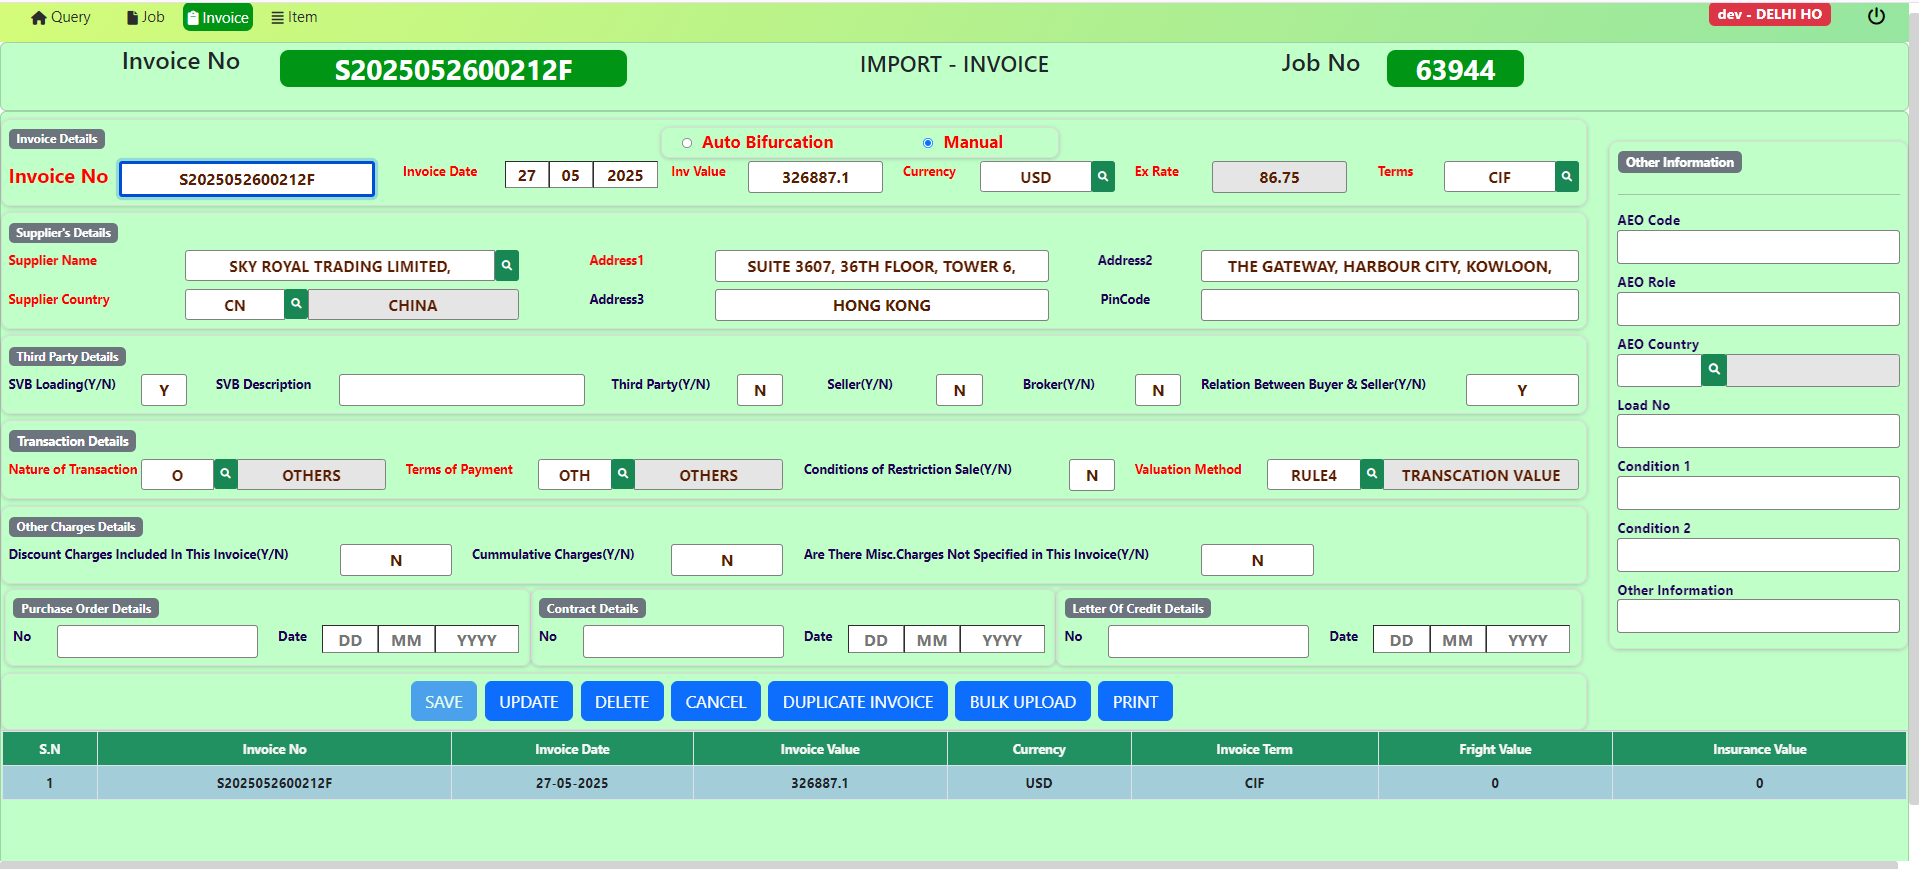 Query Job Invoice Item dev - DELHI HO
Invoice No S2025052600212F IMPORT - INVOICE Job No 63944
Invoice Details
Auto Bifurcation Manual
Invoice No S2025052600212F Invoice Date 27 05 2025 Inv Value 326887.1 Currency USD Ex Rate 86.75 Terms CIF
Supplier's Details
Supplier Name SKY ROYAL TRADING LIMITED, Address1 SUITE 3607, 36TH FLOOR, TOWER 6, Address2 THE GATEWAY, HARBOUR CITY, KOWLOON,
Supplier Country CN CHINA Address3 HONG KONG PinCode
Third Party Details
SVB Loading(Y/N) Y SVB Description Third Party(Y/N) N Seller(Y/N) N Broker(Y/N) N Relation Between Buyer & Seller(Y/N) Y
Transaction Details
Nature of Transaction O OTHERS Terms of Payment OTH OTHERS Conditions of Restriction Sale(Y/N) N Valuation Method RULE4 TRANSCATION VALUE
Other Charges Details
Discount Charges Included In This Invoice(Y/N) N Cummulative Charges(Y/N) N Are There Misc.Charges Not Specified in This Invoice(Y/N) N
Purchase Order Details Contract Details Letter Of Credit Details
No Date DD MM YYYY No Date DD MM YYYY No Date DD MM YYYY
Other Information
AEO Code
AEO Role
AEO Country
Load No
Condition 1
Condition 2
Other Information
SAVE UPDATE DELETE CANCEL DUPLICATE INVOICE BULK UPLOAD PRINT
S.N Invoice No Invoice Date Invoice Value Currency Invoice Term Fright Value Insurance Value
1 S2025052600212F 27-05-2025 326887.1 USD CIF 0 0